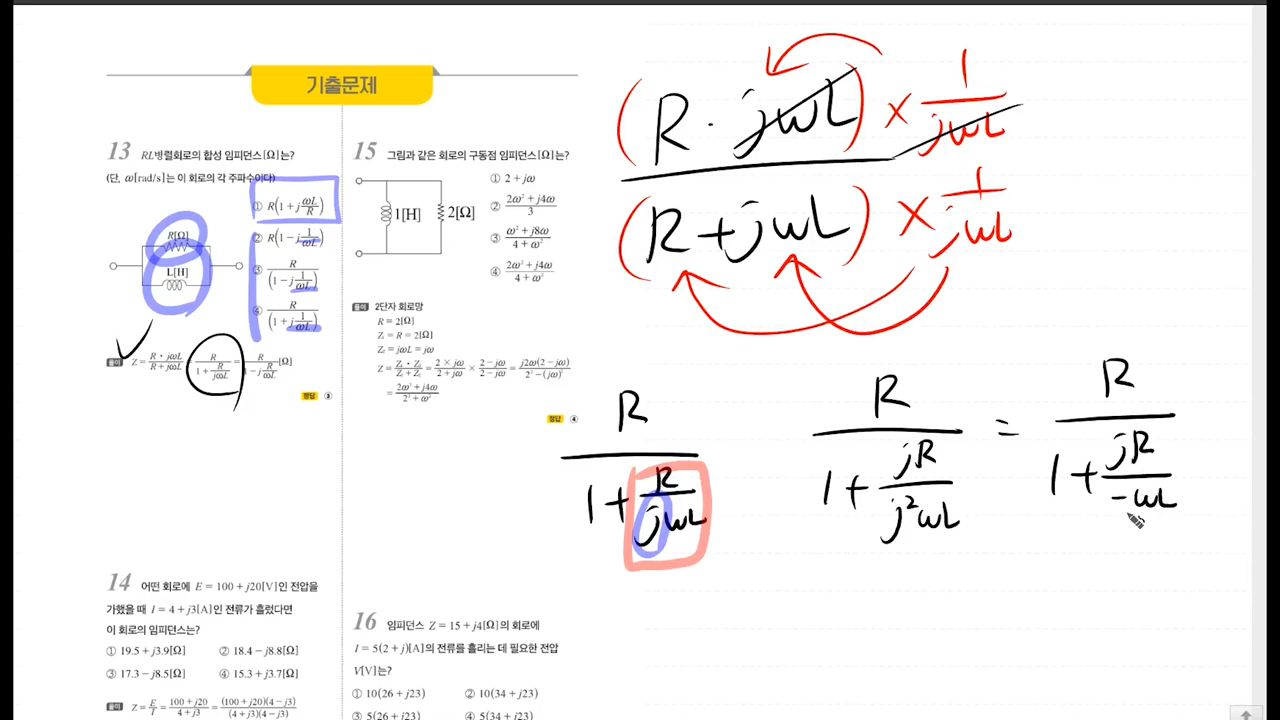 기출문제
13 RL병렬회로의 합성 임피던스[Ω]는?
(단, ω[rad/s]는 이 회로의 각 주파수이다)
R[Ω]
L[H]
① R(1+j ωL/R)
② R(1-j 1/ωL)
③ R/(1-j 1/ωL)
④ R/(1+j 1/ωL)
풀이 Z = R·jωL/R+jωL = R/1+R/jωL = R/1-j R/ωL [Ω]
정답 ③
14 어떤 회로에 E = 100+j20[V]인 전압을
가했을 때 I = 4+j3[A]인 전류가 흘렀다면
이 회로의 임피던스는?
① 19.5+j3.9[Ω] ② 18.4-j8.8[Ω]
③ 17.3-j8.5[Ω] ④ 15.3+j3.7[Ω]
풀이 Z = E/I = 100+j20/4+j3 = (100+j20)(4-j3)/(4+j3)(4-j3)
15 그림과 같은 회로의 구동점 임피던스[Ω]는?
1[H] 2[Ω]
① 2+jω
② 2ω²+j4ω/3
③ ω²+j8ω/4+ω²
④ 2ω²+j4ω/4+ω²
풀이 2단자 회로망
R = 2[Ω]
Z₁ = R = 2[Ω]
= jωL = jω
= 2×jω/2+jω × 2-jω/2-jω = j2ω(2-jω)/2²-(jω)²
= 2ω²+j4ω/2²+ω²
정답 ④
16 임피던스 Z = 15+j4[Ω]의 회로에
I = 5(2+j)[A]의 전류를 흘리는 데 필요한 전압
V[V]는?
① 10(26+j23) ② 10(34+j23)
③ 5(26+j23) ④ 5(34+j23)
(R·jωL) × 1/jωL
(R+jωL) × 1/jωL
R/1+R/jωL
R/1+jR/j²ωL = R/1+jR/-ωL